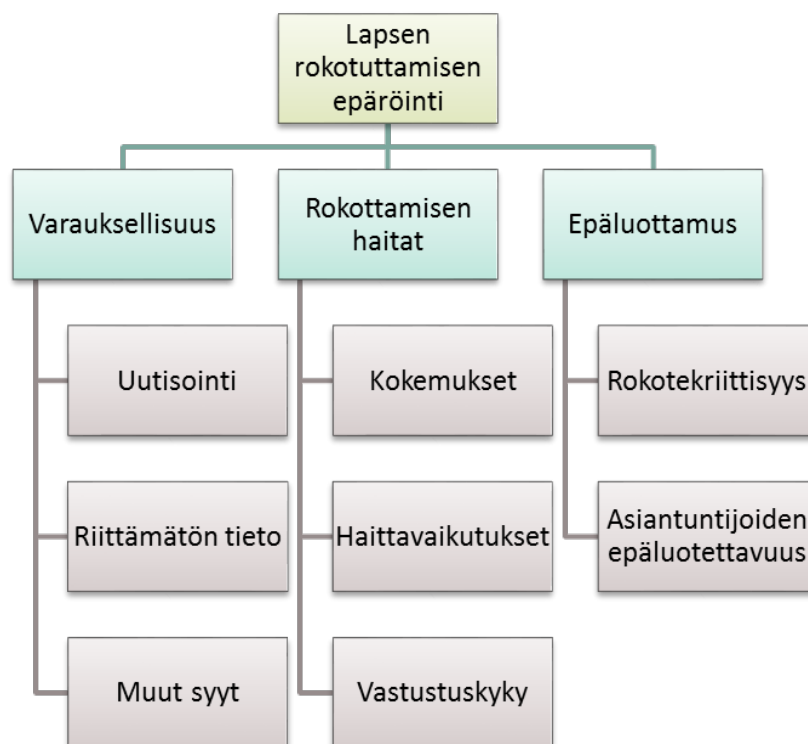 Lapsen
rokotuttamisen
epäröinti
Varauksellisuus
Rokottamisen
haitat
Epäluottamus
Uutisointi
Kokemukset
Rokotekriittisyys
Riittämätön tieto
Haittavaikutukset
Asiantuntijoiden
epäluotettavuus
Muut syyt
Vastustuskyky